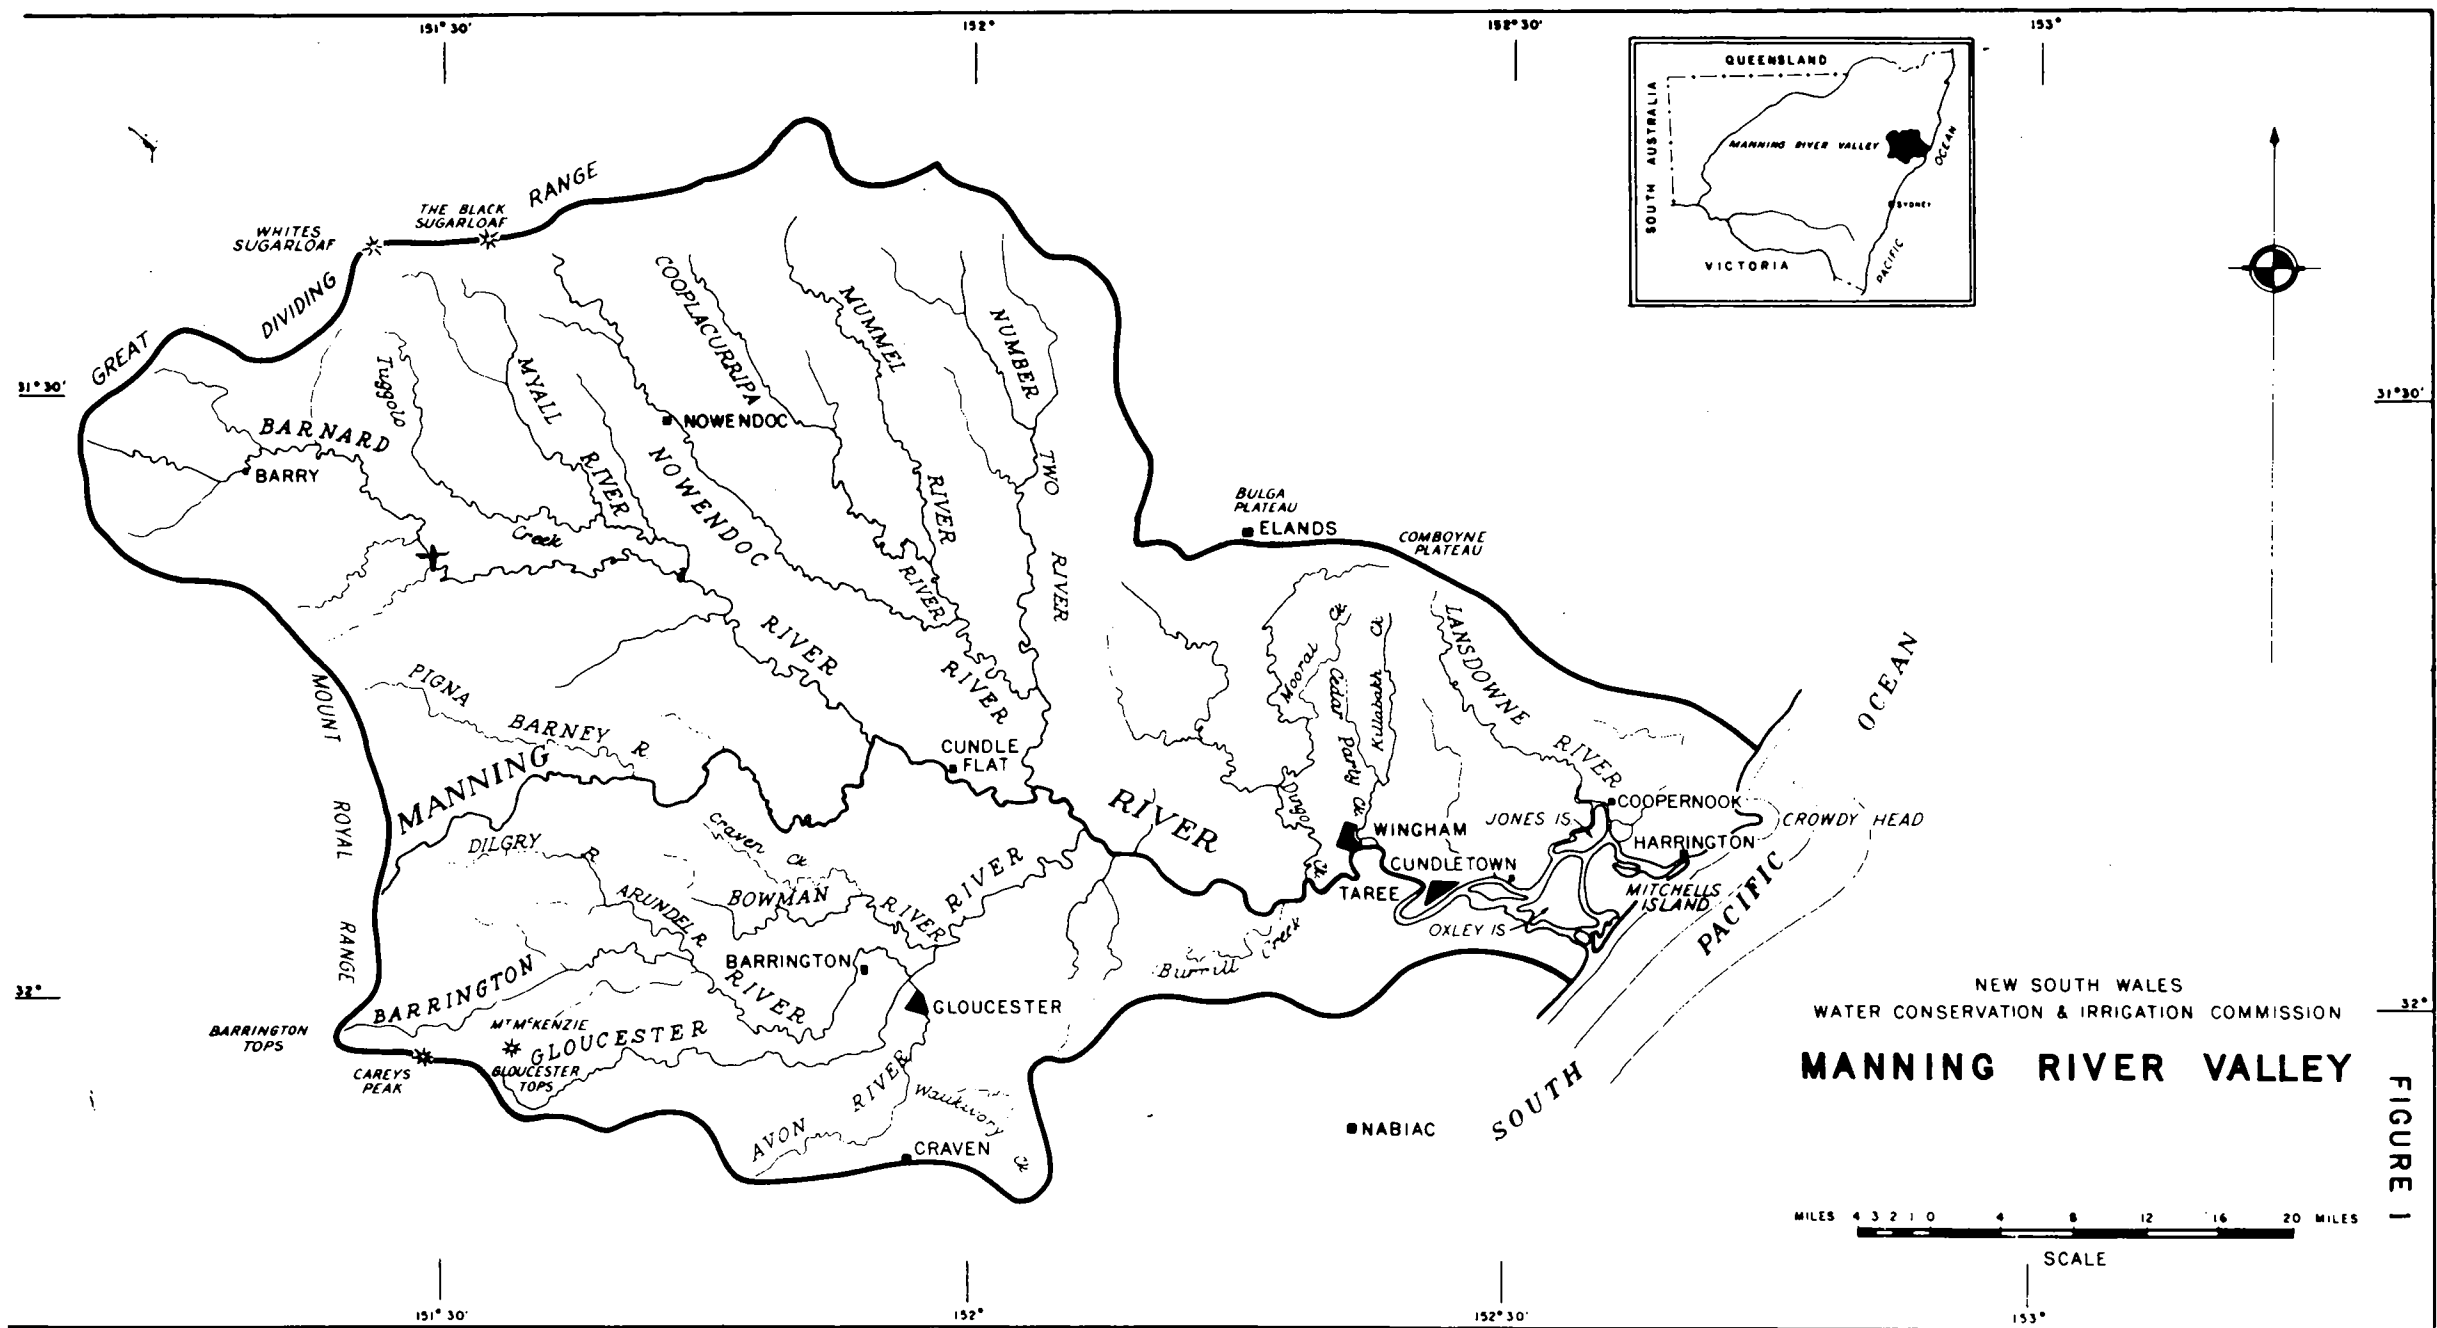 151°30'
152°
152°30'
153°
QUEENSLAND
SOUTH AUSTRALIA
MANNING RIVER VALLEY
OCEAN
SYDNEY
PACIFIC
VICTORIA
GREAT DIVIDING RANGE
WHITES
SUGARLOAF
THE BLACK
SUGARLOAF
31°30'
31°30'
BARNARD
BARRY
Tuggolo
Creek
MYALL
RIVER
NOWENDOC
NOWENDOC
RIVER
COOPLACURRIPA
RIVER
MUMMEL
RIVER
NUMBER
TWO
RIVER
RIVER
BULGA
PLATEAU
ELANDS
COMBOYNE
PLATEAU
MOUNT ROYAL RANGE
PIGNA
BARNEY R.
MANNING
RIVER
CUNDLE
FLAT
DILGRY
R.
Craven Ck
ARUNDEL R
BOWMAN
RIVER
BARRINGTON
RIVER
BARRINGTON
GLOUCESTER
RIVER
GLOUCESTER
Mt McKENZIE
GLOUCESTER
TOPS
BARRINGTON
TOPS
CAREYS
PEAK
AVON
RIVER
Waukivory
Ck
CRAVEN
Burrill
Creek
Moorai
Ck
Cedar Party Ck
Killabakh
Ck
Dingo
Ck.
LANSDOWNE
RIVER
WINGHAM
CUNDLETOWN
TAREE
JONES IS
COOPERNOOK
HARRINGTON
CROWDY HEAD
MITCHELLS
ISLAND
OXLEY IS
NABIAC
SOUTH
PACIFIC
OCEAN
32°
32°
NEW SOUTH WALES
WATER CONSERVATION & IRRIGATION COMMISSION
MANNING RIVER VALLEY
FIGURE 1
MILES 4 3 2 1 0 4 8 12 16 20 MILES
SCALE
151°30'
152°
152°30'
153°